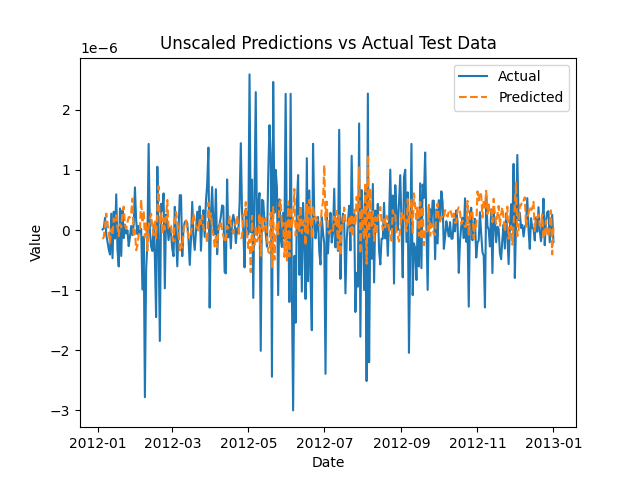 Unscaled Predictions vs Actual Test Data
1e−6
Actual
Predicted
2
1
0
−1
−2
−3
Value
2012-01 2012-03 2012-05 2012-07 2012-09 2012-11 2013-01
Date